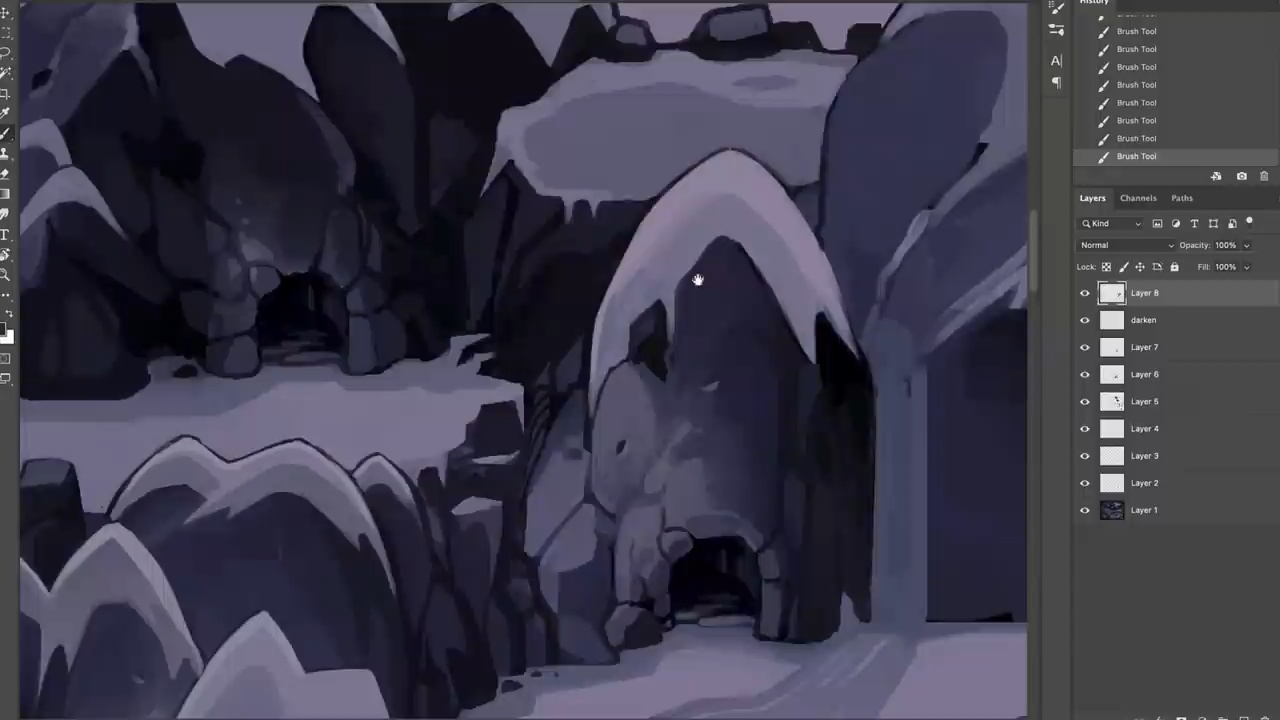 History
Brush Tool
Brush Tool
Brush Tool
Brush Tool
Brush Tool
Brush Tool
Brush Tool
Brush Tool
Layers Channels Paths
Kind
Normal Opacity: 100%
Lock: Fill: 100%
Layer 8
darken
Layer 7
Layer 6
Layer 5
Layer 4
Layer 3
Layer 2
Layer 1